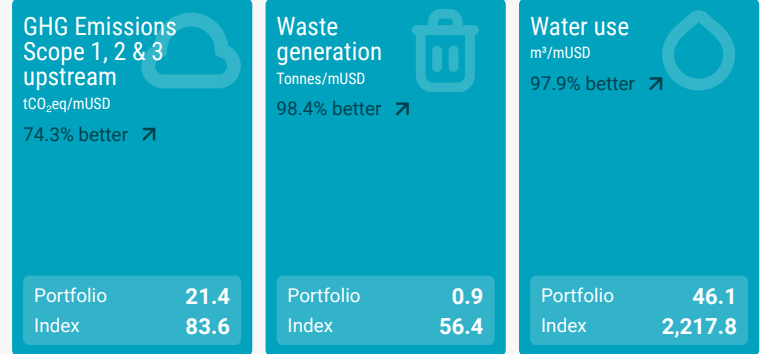 GHG Emissions
Scope 1, 2 & 3
upstream
tCO₂eq/mUSD
74.3% better
Portfolio 21.4
Index 83.6
Waste
generation
Tonnes/mUSD
98.4% better
Portfolio 0.9
Index 56.4
Water use
m³/mUSD
97.9% better
Portfolio 46.1
Index 2,217.8